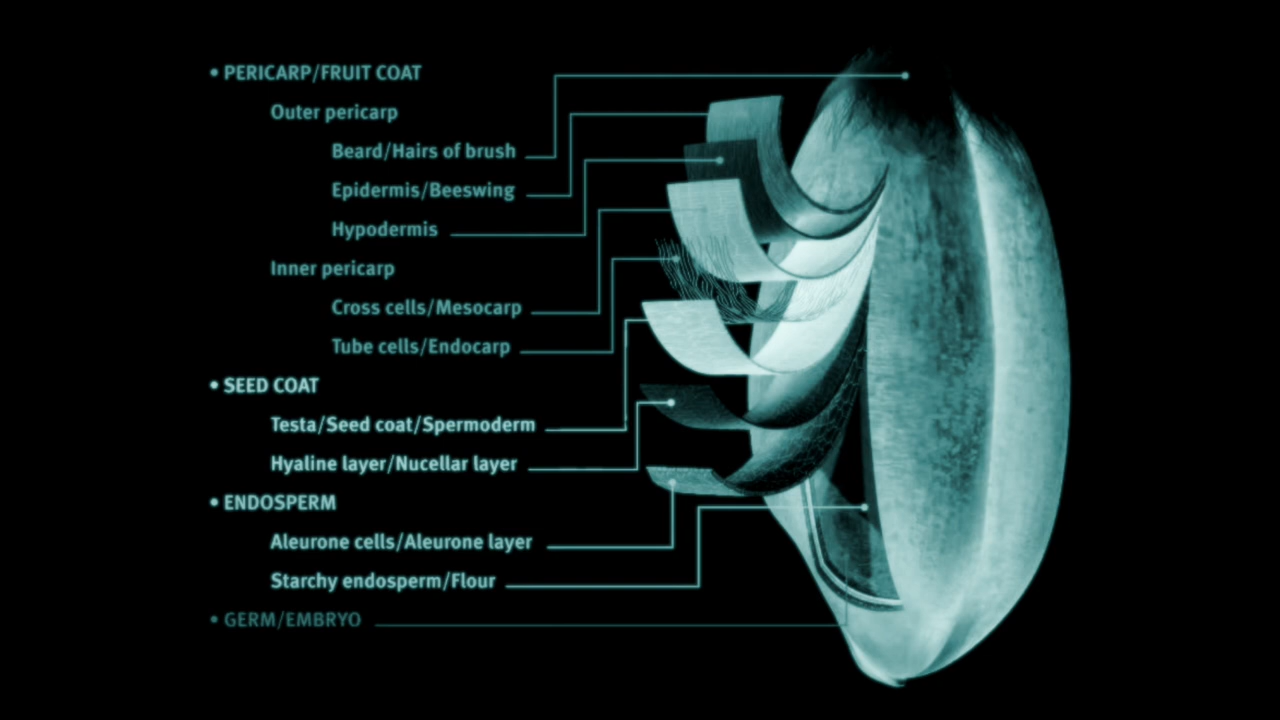 • PERICARP/FRUIT COAT
Outer pericarp
Beard/Hairs of brush
Epidermis/Beeswing
Hypodermis
Inner pericarp
Cross cells/Mesocarp
Tube cells/Endocarp
• SEED COAT
Testa/Seed coat/Spermoderm
Hyaline layer/Nucellar layer
• ENDOSPERM
Aleurone cells/Aleurone layer
Starchy endosperm/Flour
• GERM/EMBRYO